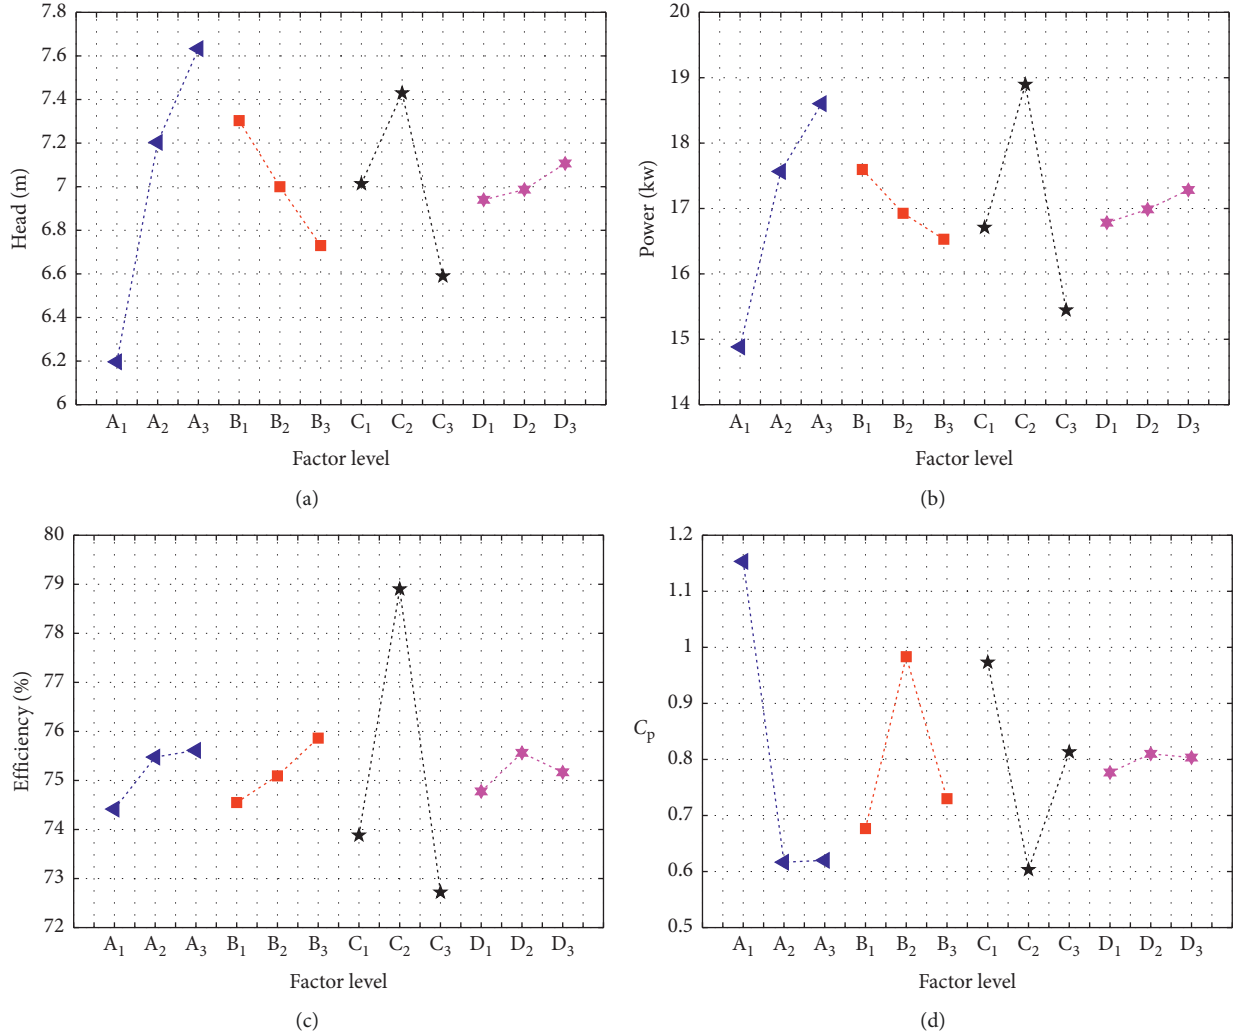 Head (m)
7.8
7.6
7.4
7.2
7
6.8
6.6
6.4
6.2
6
A1 A2 A3 B1 B2 B3 C1 C2 C3 D1 D2 D3
Factor level
(a)
Power (kw)
20
19
18
17
16
15
14
A1 A2 A3 B1 B2 B3 C1 C2 C3 D1 D2 D3
Factor level
(b)
Efficiency (%)
80
79
78
77
76
75
74
73
72
A1 A2 A3 B1 B2 B3 C1 C2 C3 D1 D2 D3
Factor level
(c)
Cp
1.2
1.1
1
0.9
0.8
0.7
0.6
0.5
A1 A2 A3 B1 B2 B3 C1 C2 C3 D1 D2 D3
Factor level
(d)